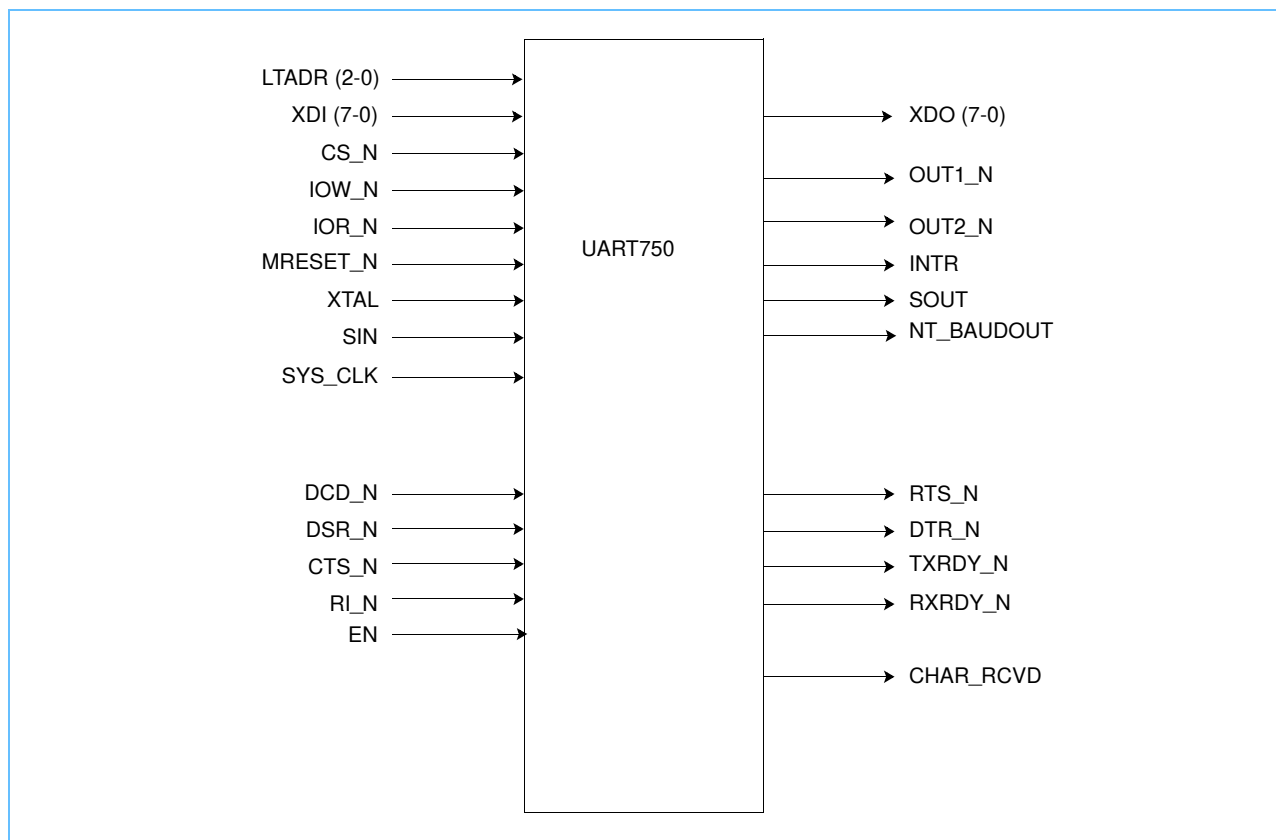 LTADR (2-0)
XDI (7-0)
CS_N
IOW_N
IOR_N
MRESET_N
XTAL
SIN
SYS_CLK
DCD_N
DSR_N
CTS_N
RI_N
EN
UART750
XDO (7-0)
OUT1_N
OUT2_N
INTR
SOUT
NT_BAUDOUT
RTS_N
DTR_N
TXRDY_N
RXRDY_N
CHAR_RCVD